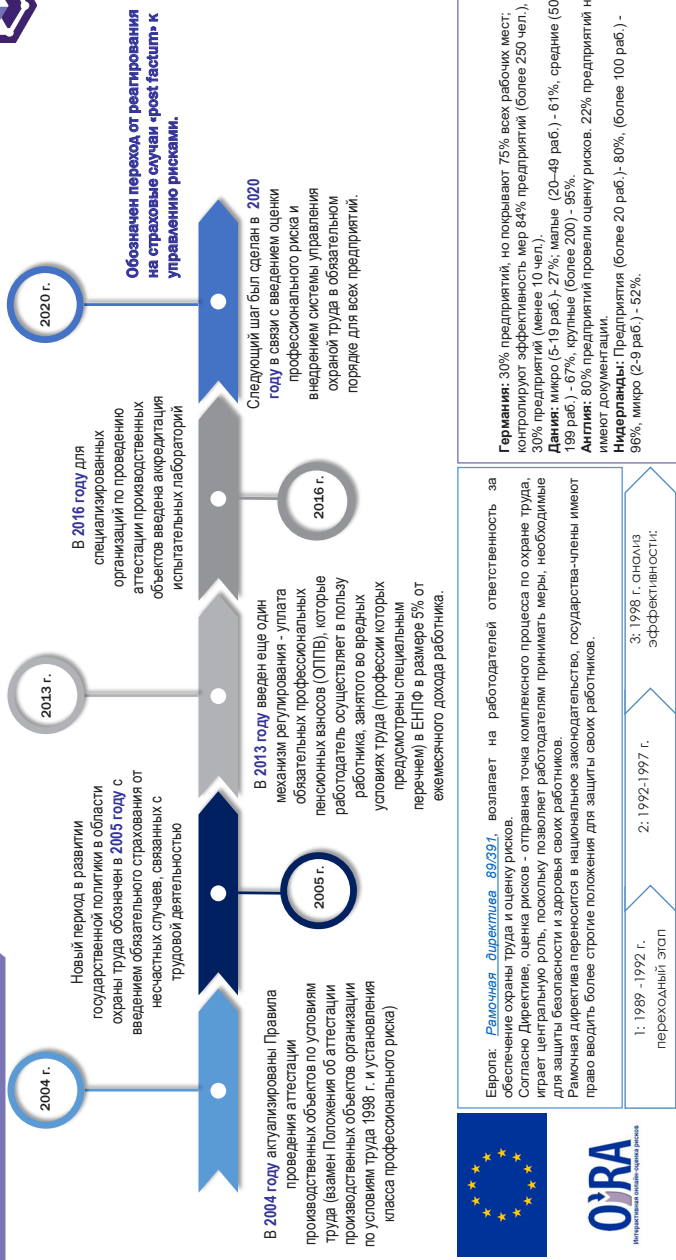 2004 г.
В 2004 году актуализированы Правила
проведения аттестации
производственных объектов по условиям
труда (взамен Положения об аттестации
производственных объектов организации
по условиям труда 1998 г. и установления
класса профессионального риска)
Новый период в развитии
государственной политики в области
охраны труда обозначен в 2005 году с
введением обязательного страхования от
несчастных случаев, связанных с
трудовой деятельностью
2005 г.
2013 г.
В 2013 году введен еще один
механизм регулирования - уплата
обязательных профессиональных
пенсионных взносов (ОППВ), которые
работодатель осуществляет в пользу
работника, занятого во вредных
условиях труда (профессии которых
предусмотрены специальным
перечнем) в ЕНПФ в размере 5% от
ежемесячного дохода работника.
В 2016 году для
специализированных
организаций по проведению
аттестации производственных
объектов введена аккредитация
испытательных лабораторий
2016 г.
2020 г.
Обозначен переход от реагирования
на страховые случаи «post factum» к
управлению рисками.
Следующий шаг был сделан в 2020
году в связи с введением оценки
профессионального риска и
внедрением системы управления
охраной труда в обязательном
порядке для всех предприятий.
OiRA
Интерактивная онлайн-оценка рисков
Европа: Рамочная директива 89/391, возлагает на работодателей ответственность за
обеспечение охраны труда и оценку рисков.
Согласно Директиве, оценка рисков - отправная точка комплексного процесса по охране труда,
играет центральную роль, поскольку позволяет работодателям принимать меры, необходимые
для защиты безопасности и здоровья своих работников.
Рамочная директива переносится в национальное законодательство, государства-члены имеют
право вводить более строгие положения для защиты своих работников.
1: 1989 -1992 г.
переходный этап
2: 1992-1997 г.
3: 1998 г. анализ
эффективности:
Германия: 30% предприятий, но покрывают 75% всех рабочих мест;
контролируют эффективность мер 84% предприятий (более 250 чел.),
30% предприятий (менее 10 чел.).
Дания: микро (5-19 раб.)- 27%; малые (20–49 раб.) - 61%, средние (50
199 раб.) - 67%, крупные (более 200) - 95%.
Англия: 80% предприятий провели оценку рисков. 22% предприятий н
имеют документации.
Нидерланды: Предприятия (более 20 раб.)- 80%, (более 100 раб.) -
96%, микро (2-9 раб.) - 52%.